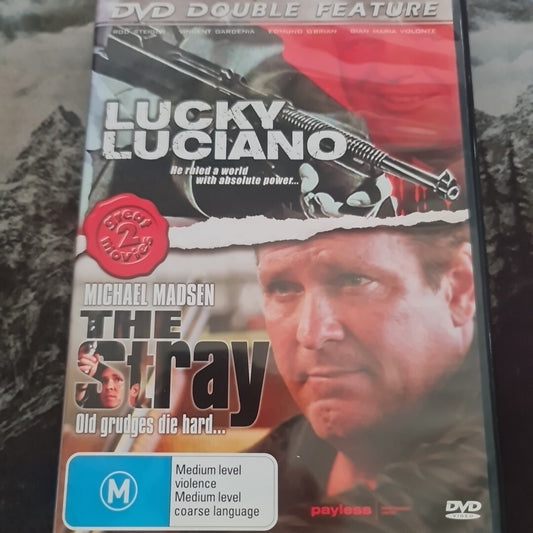 DVD DOUBLE FEATURE
ROD STEIGER VINCENT GARDENIA EDMUND O'BRIAN GIAN MARIA VOLONTE
LUCKY
LUCIANO
He ruled a world
with absolute power...
great
2
movies
MICHAEL MADSEN
THE
Stray
Old grudges die hard...
M
Medium level
violence
Medium level
coarse language
payless
DVD
VIDEO